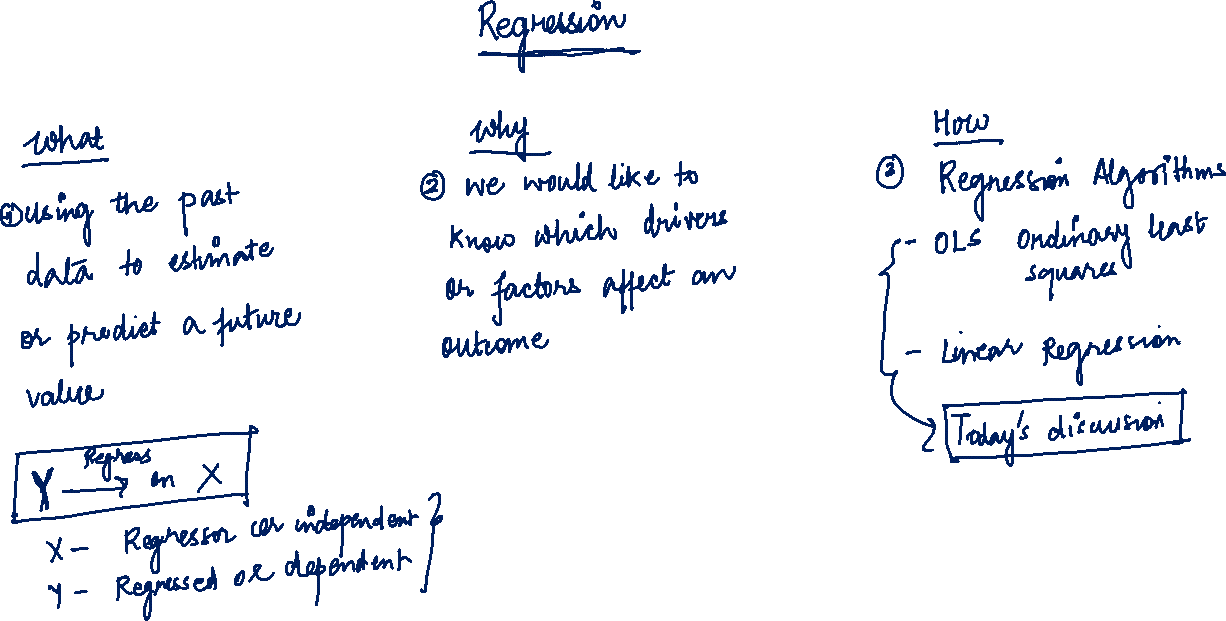 Regression
What
① Using the past
data to estimate
or predict a future
value
Y Regress → on X
X - Regressor or independent
Y - Regressed or dependent
Why
② we would like to
know which drivers
or factors affect an
outcome
How
③ Regression Algorithms
- OLS Ordinary least
squares
- Linear Regression
Today's discussion